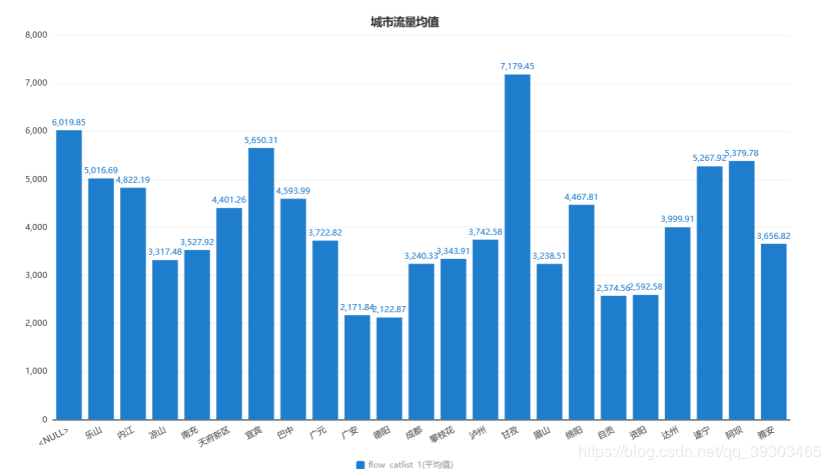 城市流量均值
8,000
7,000
6,000
5,000
4,000
3,000
2,000
1,000
0
6,019.85
5,016.69
4,822.19
3,317.48
3,527.92
4,401.26
5,650.31
4,593.99
3,722.82
2,171.84
2,122.87
3,240.33
3,343.91
3,742.58
7,179.45
3,238.51
4,467.81
2,574.56
2,592.58
3,999.91
5,267.92
5,379.78
3,656.82
<NULL>
乐山
内江
凉山
南充
天府新区
宜宾
巴中
广元
广安
德阳
成都
攀枝花
泸州
甘孜
眉山
绵阳
自贡
资阳
达州
遂宁
阿坝
雅安
flow_catlist_1(平均值)
https://blog.csdn.net/qq_39303465